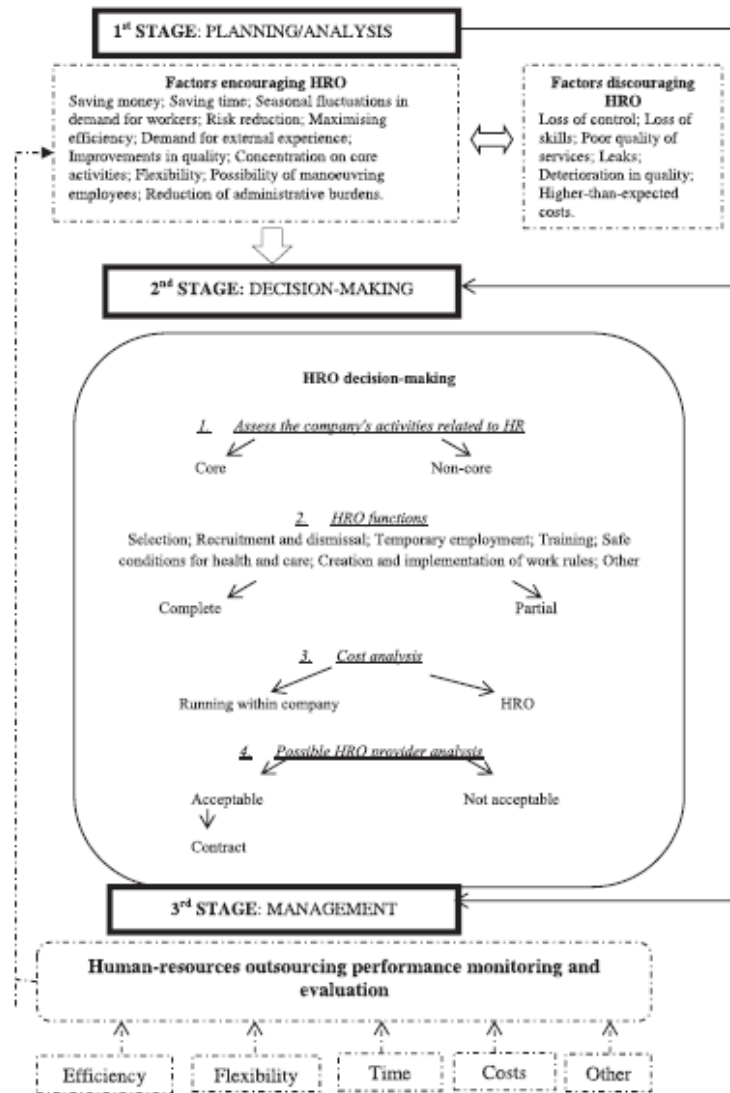 1st STAGE: PLANNING/ANALYSIS
Factors encouraging HRO
Saving money; Saving time; Seasonal fluctuations in
demand for workers; Risk reduction; Maximising
efficiency; Demand for external experience;
Improvements in quality; Concentration on core
activities; Flexibility; Possibility of manoeuvring
employees; Reduction of administrative burdens.
Factors discouraging
HRO
Loss of control; Loss of
skills; Poor quality of
services; Leaks;
Deterioration in quality;
Higher-than-expected
costs.
2nd STAGE: DECISION-MAKING
HRO decision-making
1. Assess the company's activities related to HR
Core
Non-core
2. HRO functions
Selection; Recruitment and dismissal; Temporary employment; Training; Safe
conditions for health and care; Creation and implementation of work rules; Other
Complete
Partial
3. Cost analysis
Running within company
HRO
4. Possible HRO provider analysis
Acceptable
Not acceptable
Contract
3rd STAGE: MANAGEMENT
Human-resources outsourcing performance monitoring and
evaluation
Efficiency
Flexibility
Time
Costs
Other